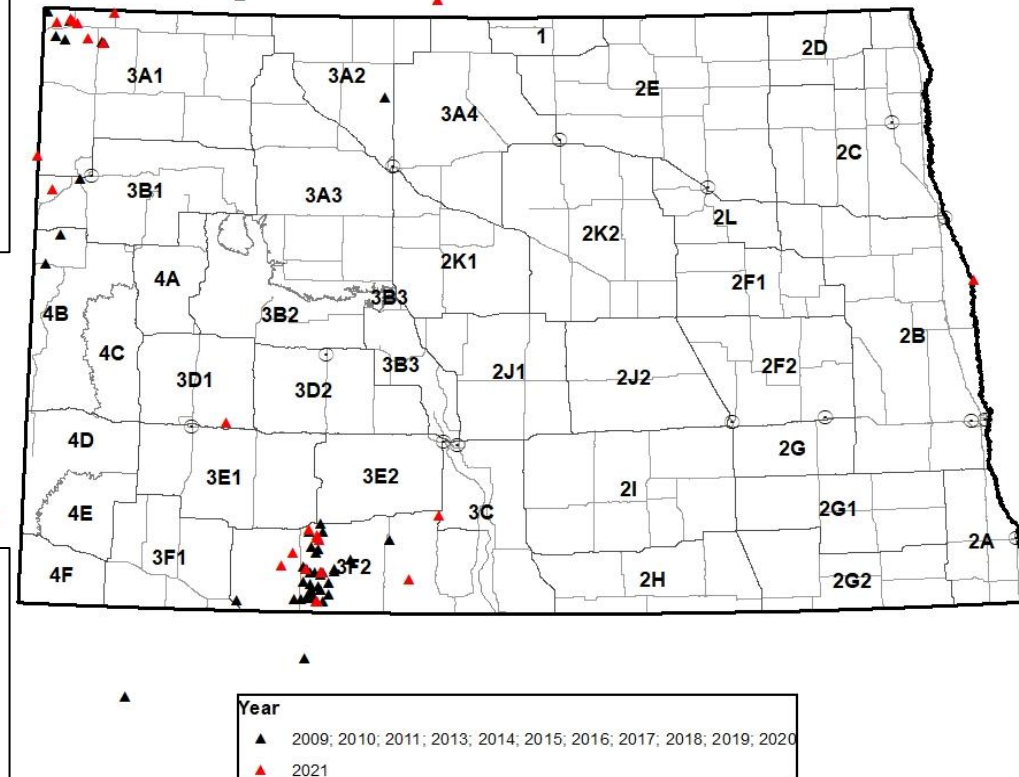 1
2D
3A1
3A2
2E
3A4
2C
3B1
3A3
2L
2K2
2K1
4A
2F1
3B3
4B
3B2
2B
4C
3B3
2F2
3D1
2J1
2J2
3D2
4D
2G
3E1
3E2
2I
4E
3C
2G1
2A
3F1
3F2
4F
2H
2G2
Year
2009; 2010; 2011; 2013; 2014; 2015; 2016; 2017; 2018; 2019; 2020
2021